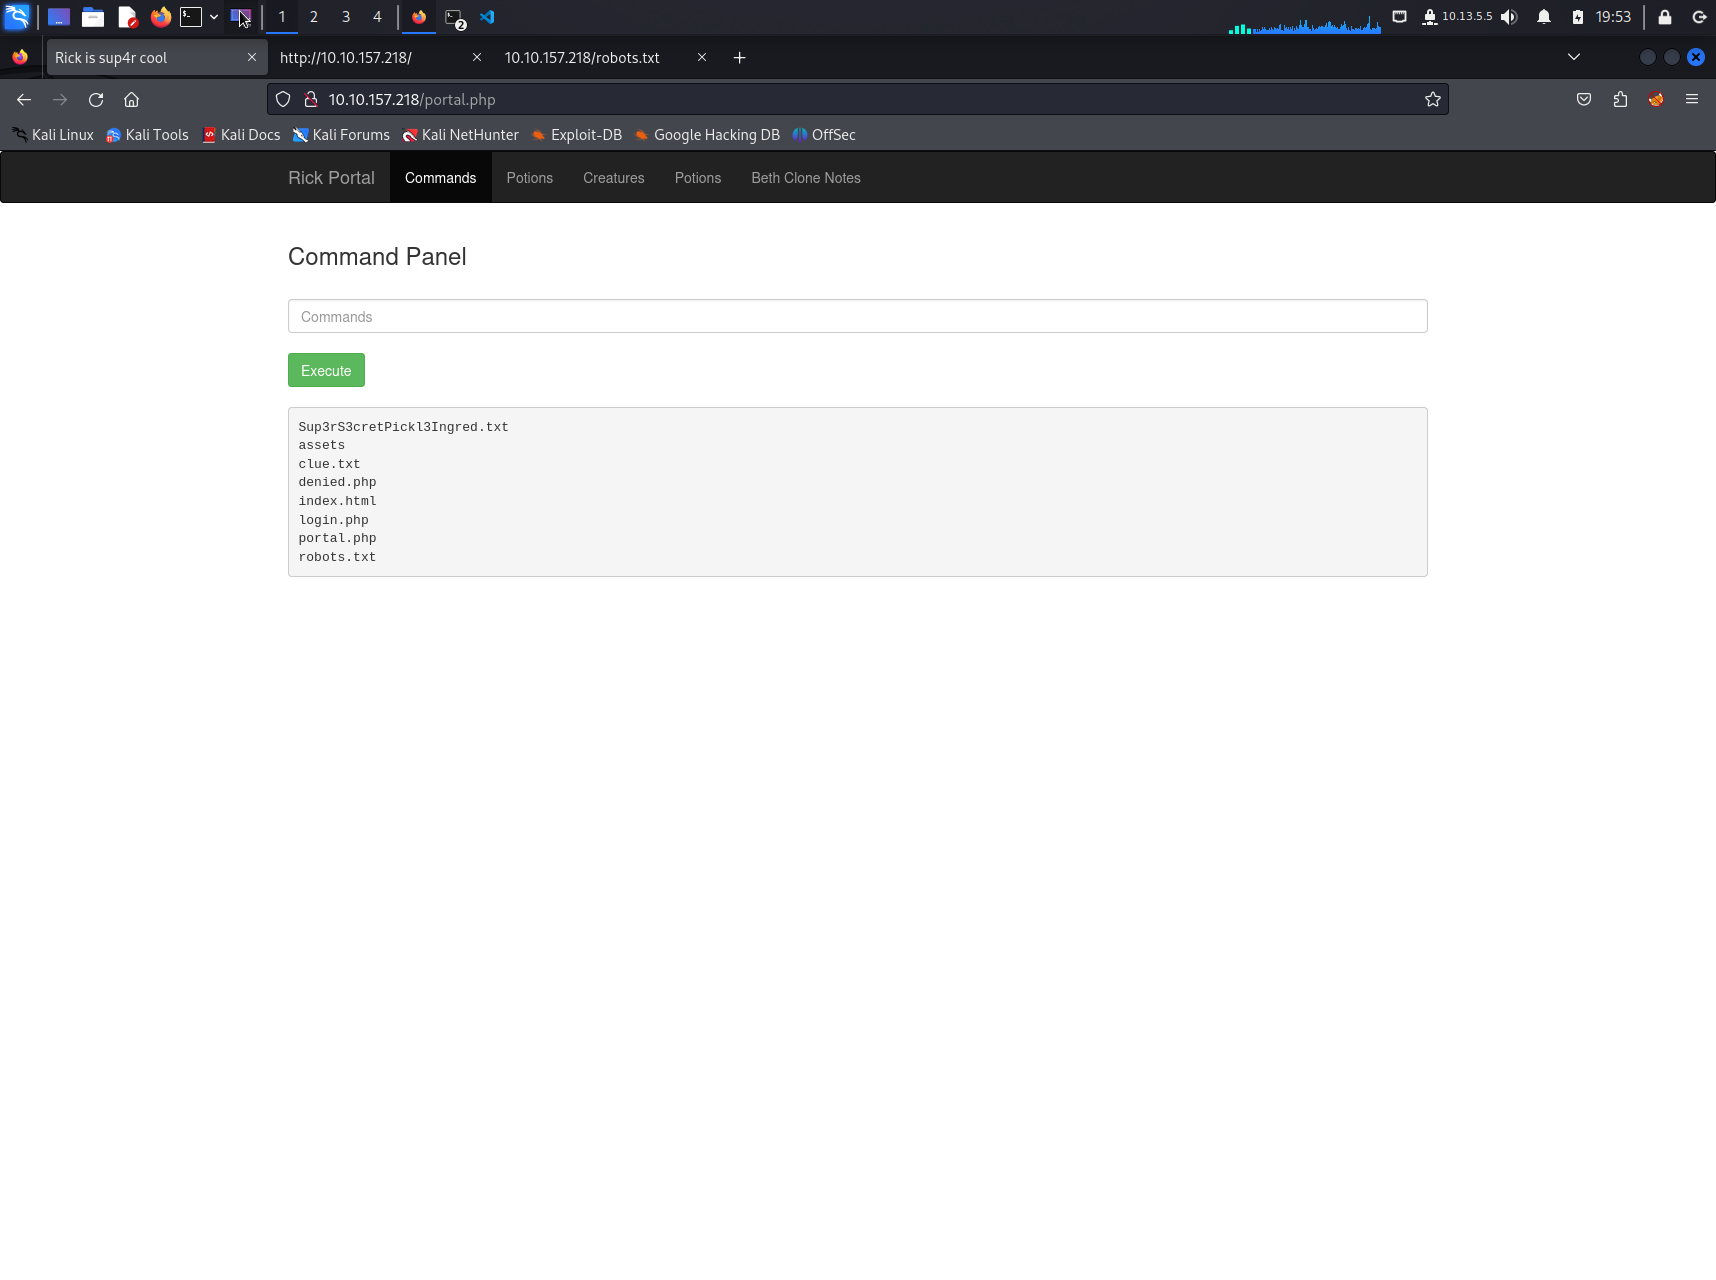 1 2 3 4 2 10.13.5.5 19:53
Rick is sup4r cool http://10.10.157.218/ 10.10.157.218/robots.txt
10.10.157.218/portal.php
Kali Linux Kali Tools Kali Docs Kali Forums Kali NetHunter Exploit-DB Google Hacking DB OffSec
Rick Portal Commands Potions Creatures Potions Beth Clone Notes
Command Panel
Commands
Execute
Sup3rS3cretPickl3Ingred.txt
assets
clue.txt
denied.php
index.html
login.php
portal.php
robots.txt